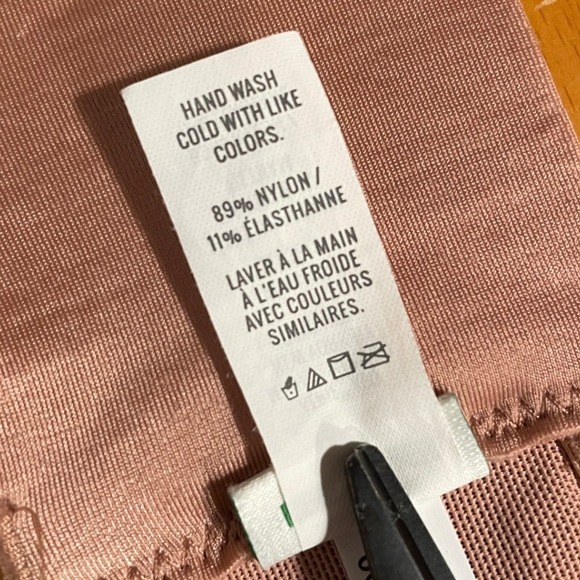 HAND WASH
COLD WITH LIKE
COLORS.
89% NYLON /
11% ÉLASTHANNE
LAVER À LA MAIN
À L'EAU FROIDE
AVEC COULEURS
SIMILAIRES.